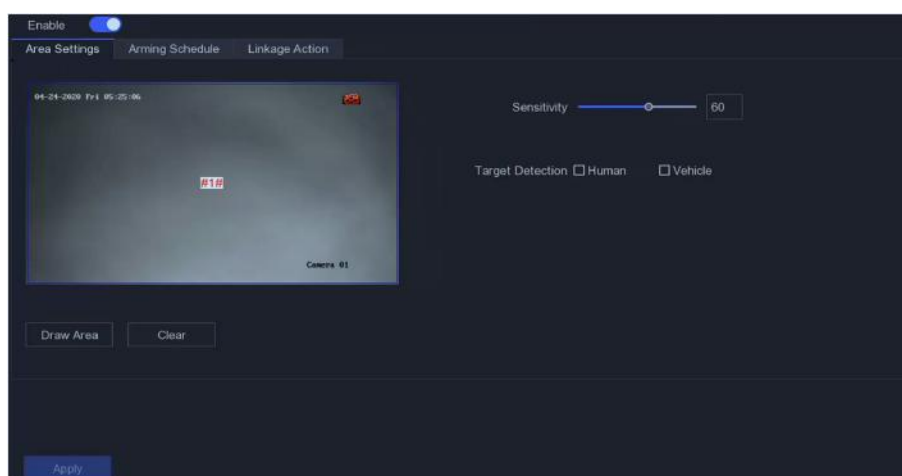 Enable
Area Settings Arming Schedule Linkage Action
04-24-2020 Fri 05:25:06
Sensitivity 60
Target Detection Human Vehicle
#1#
Camera 01
Draw Area Clear
Apply